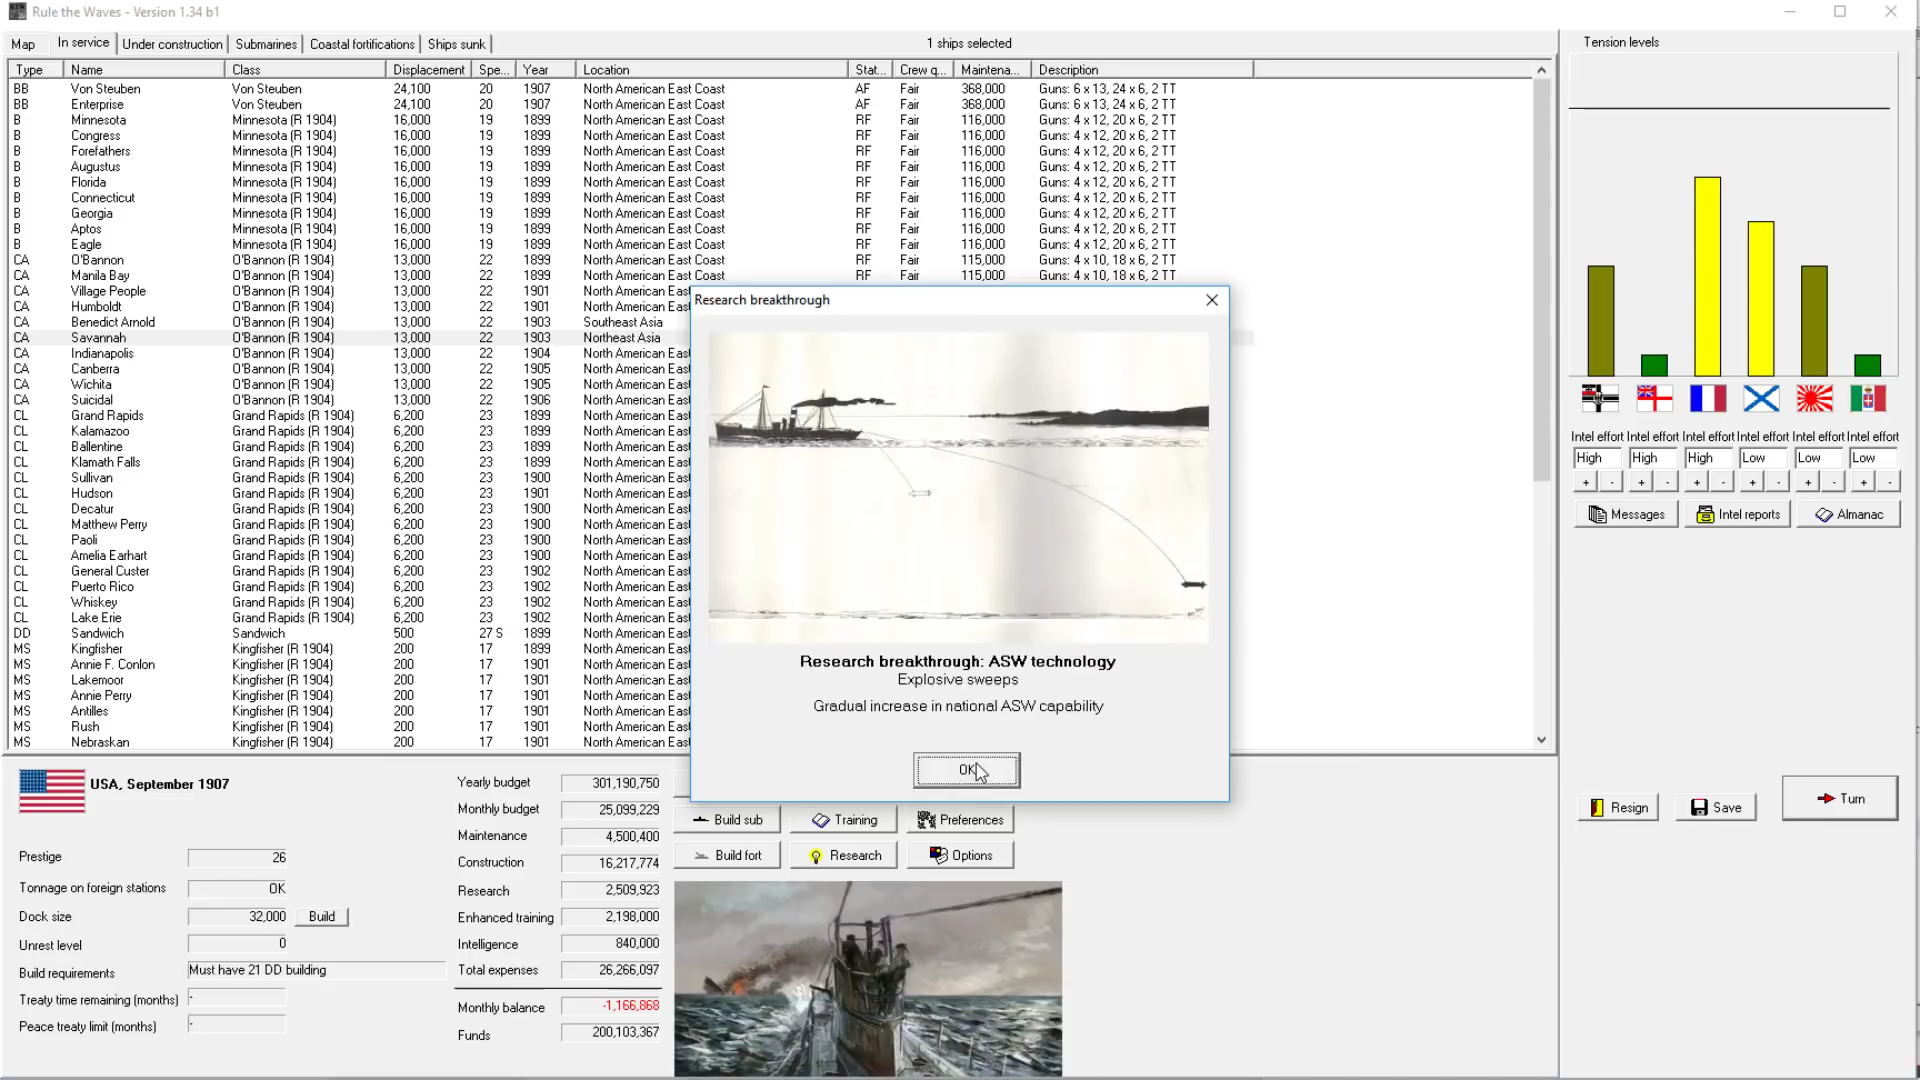 Rule the Waves - Version 1.34 b1
Map In service Under construction Submarines Coastal fortifications Ships sunk 1 ships selected Tension levels
Type Name Class Displacement Spe... Year Location Stat... Crew q... Maintena... Description
BB Von Steuben Von Steuben 24,100 20 1907 North American East Coast AF Fair 368,000 Guns: 6 x 13, 24 x 6, 2 TT
BB Enterprise Von Steuben 24,100 20 1907 North American East Coast AF Fair 368,000 Guns: 6 x 13, 24 x 6, 2 TT
B Minnesota Minnesota (R 1904) 16,000 19 1899 North American East Coast RF Fair 116,000 Guns: 4 x 12, 20 x 6, 2 TT
B Congress Minnesota (R 1904) 16,000 19 1899 North American East Coast RF Fair 116,000 Guns: 4 x 12, 20 x 6, 2 TT
B Forefathers Minnesota (R 1904) 16,000 19 1899 North American East Coast RF Fair 116,000 Guns: 4 x 12, 20 x 6, 2 TT
B Augustus Minnesota (R 1904) 16,000 19 1899 North American East Coast RF Fair 116,000 Guns: 4 x 12, 20 x 6, 2 TT
B Florida Minnesota (R 1904) 16,000 19 1899 North American East Coast RF Fair 116,000 Guns: 4 x 12, 20 x 6, 2 TT
B Connecticut Minnesota (R 1904) 16,000 19 1899 North American East Coast RF Fair 116,000 Guns: 4 x 12, 20 x 6, 2 TT
B Georgia Minnesota (R 1904) 16,000 19 1899 North American East Coast RF Fair 116,000 Guns: 4 x 12, 20 x 6, 2 TT
B Aptos Minnesota (R 1904) 16,000 19 1899 North American East Coast RF Fair 116,000 Guns: 4 x 12, 20 x 6, 2 TT
B Eagle Minnesota (R 1904) 16,000 19 1899 North American East Coast RF Fair 116,000 Guns: 4 x 12, 20 x 6, 2 TT
CA O'Bannon O'Bannon (R 1904) 13,000 22 1899 North American East Coast RF Fair 115,000 Guns: 4 x 10, 18 x 6, 2 TT
CA Manila Bay O'Bannon (R 1904) 13,000 22 1899 North American East Coast RF Fair 115,000 Guns: 4 x 10, 18 x 6, 2 TT
CA Village People O'Bannon (R 1904) 13,000 22 1901 North American East
CA Humboldt O'Bannon (R 1904) 13,000 22 1901 North American East
CA Benedict Arnold O'Bannon (R 1904) 13,000 22 1903 Southeast Asia
CA Savannah O'Bannon (R 1904) 13,000 22 1903 Northeast Asia
CA Indianapolis O'Bannon (R 1904) 13,000 22 1904 North American East
CA Canberra O'Bannon (R 1904) 13,000 22 1905 North American East
CA Wichita O'Bannon (R 1904) 13,000 22 1905 North American East
CA Suicidal O'Bannon (R 1904) 13,000 22 1906 North American East
CL Grand Rapids Grand Rapids (R 1904) 6,200 23 1899 North American East
CL Kalamazoo Grand Rapids (R 1904) 6,200 23 1899 North American East
CL Ballentine Grand Rapids (R 1904) 6,200 23 1899 North American East
CL Klamath Falls Grand Rapids (R 1904) 6,200 23 1899 North American East
CL Sullivan Grand Rapids (R 1904) 6,200 23 1900 North American East
CL Hudson Grand Rapids (R 1904) 6,200 23 1901 North American East
CL Decatur Grand Rapids (R 1904) 6,200 23 1900 North American East
CL Matthew Perry Grand Rapids (R 1904) 6,200 23 1900 North American East
CL Paoli Grand Rapids (R 1904) 6,200 23 1900 North American East
CL Amelia Earhart Grand Rapids (R 1904) 6,200 23 1900 North American East
CL General Custer Grand Rapids (R 1904) 6,200 23 1902 North American East
CL Puerto Rico Grand Rapids (R 1904) 6,200 23 1902 North American East
CL Whiskey Grand Rapids (R 1904) 6,200 23 1902 North American East
CL Lake Erie Grand Rapids (R 1904) 6,200 23 1902 North American East
DD Sandwich Sandwich 500 27 S 1899 North American East
MS Kingfisher Kingfisher (R 1904) 200 17 1899 North American East
MS Annie F. Conlon Kingfisher (R 1904) 200 17 1901 North American East
MS Lakemoor Kingfisher (R 1904) 200 17 1901 North American East
MS Annie Perry Kingfisher (R 1904) 200 17 1901 North American East
MS Antilles Kingfisher (R 1904) 200 17 1901 North American East
MS Rush Kingfisher (R 1904) 200 17 1901 North American East
MS Nebraskan Kingfisher (R 1904) 200 17 1901 North American East
Research breakthrough
Research breakthrough: ASW technology
Explosive sweeps
Gradual increase in national ASW capability
OK
Intel effort Intel effort Intel effort Intel effort Intel effort Intel effort
High High High Low Low Low
+ - + - + - + - + - + -
Messages Intel reports Almanac
Resign Save Turn
USA, September 1907
Prestige 26
Tonnage on foreign stations OK
Dock size 32,000 Build
Unrest level 0
Build requirements Must have 21 DD building
Treaty time remaining (months) -
Peace treaty limit (months) -
Yearly budget 301,190,750
Monthly budget 25,099,229
Maintenance 4,500,400
Construction 16,217,774
Research 2,509,923
Enhanced training 2,198,000
Intelligence 840,000
Total expenses 26,266,097
Monthly balance -1,166,868
Funds 200,103,367
Build sub Training Preferences
Build fort Research Options